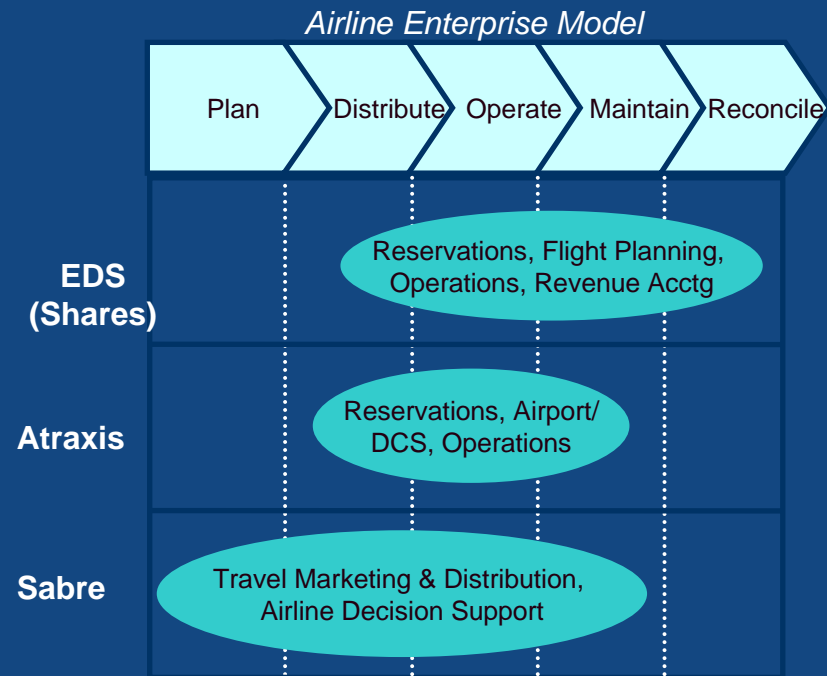 Airline Enterprise Model
Plan
Distribute
Operate
Maintain
Reconcile
EDS
(Shares)
Reservations, Flight Planning,
Operations, Revenue Acctg
Atraxis
Reservations, Airport/
DCS, Operations
Sabre
Travel Marketing & Distribution,
Airline Decision Support